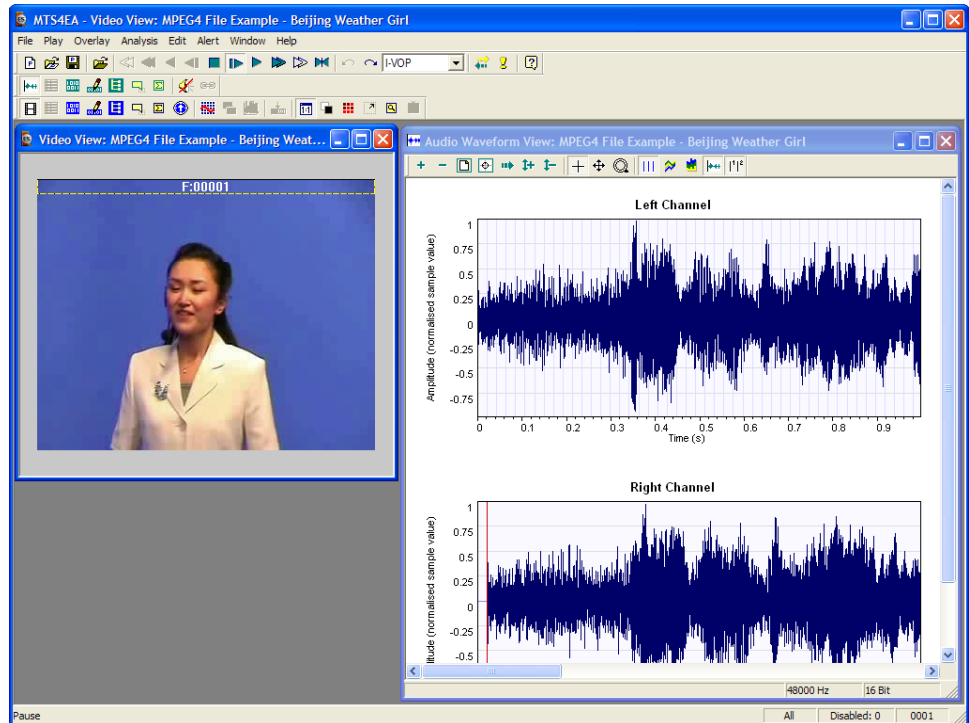 MTS4EA - Video View: MPEG4 File Example - Beijing Weather Girl
File Play Overlay Analysis Edit Alert Window Help
I-VOP
Video View: MPEG4 File Example - Beijing Weat...
F:00001
Audio Waveform View: MPEG4 File Example - Beijing Weather Girl
Left Channel
Amplitude (normalised sample value)
1
0.75
0.5
0.25
0
-0.25
-0.5
-0.75
0 0.1 0.2 0.3 0.4 0.5 0.6 0.7 0.8 0.9
Time (s)
Right Channel
litude (normalised sample value)
1
0.75
0.5
0.25
0
-0.25
-0.5
48000 Hz 16 Bit
Pause All Disabled: 0 0001